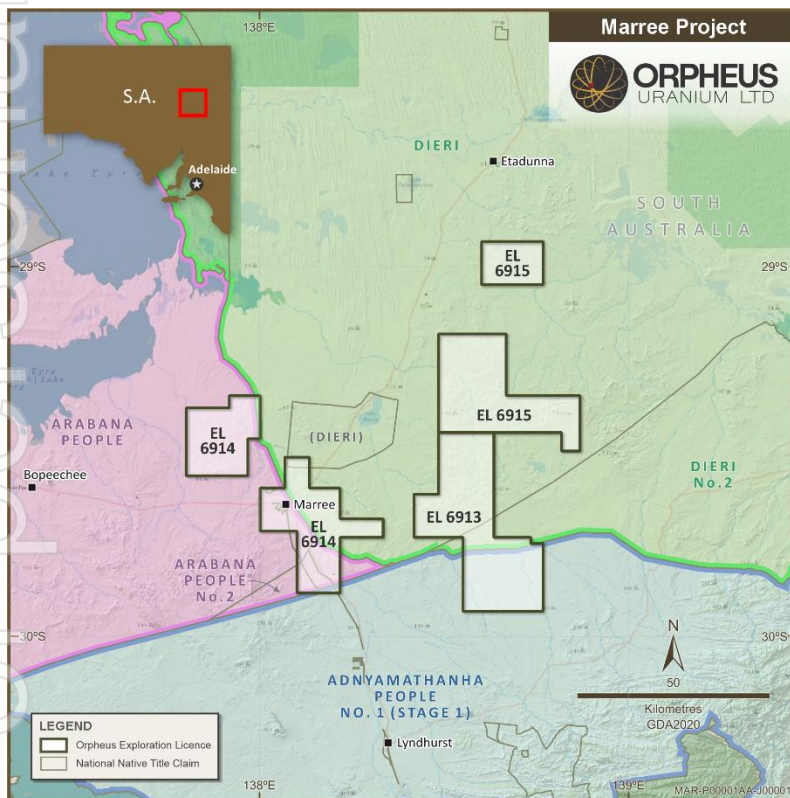 Marree Project
ORPHEUS
URANIUM LTD
138°E
S.A.
Adelaide
DIERI
Etadunna
SOUTH
AUSTRALIA
29°S
29°S
EL
6915
EL 6915
ARABANA
PEOPLE
EL
6914
(DIERI)
Bopeechee
Marree
EL
6914
EL 6913
DIERI
No.2
ARABANA
PEOPLE
No.2
30°S
30°S
ADNYAMATHANHA
PEOPLE
NO. 1 (STAGE 1)
Lyndhurst
N
50
Kilometres
GDA2020
LEGEND
Orpheus Exploration Licence
National Native Title Claim
138°E
139°E
MAR-P00001AA-J00001